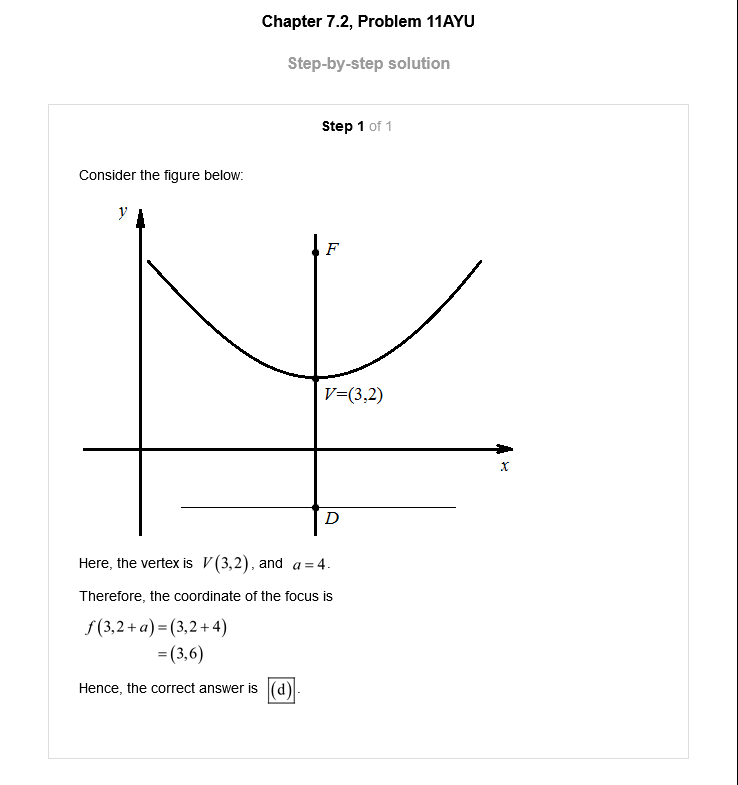 Chapter 7.2, Problem 11AYU
Step-by-step solution
Step 1 of 1
Consider the figure below:
y
F
V=(3,2)
x
D
Here, the vertex is V(3,2), and a = 4.
Therefore, the coordinate of the focus is
f(3,2+a)=(3,2+4)
=(3,6)
Hence, the correct answer is (d).